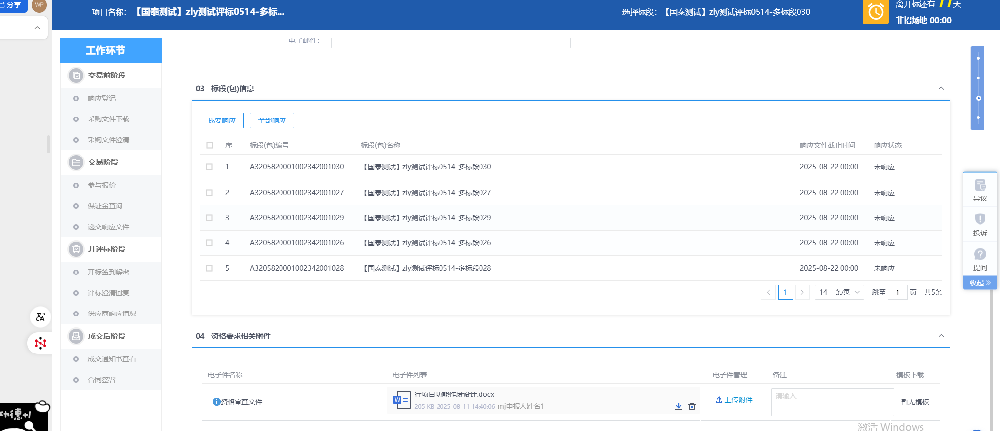 分享
WP
项目名称：
【国泰测试】zly测试评标0514-多标...
选择标段：
【国泰测试】zly测试评标0514-多标段030
离开标还有 11 天
非招场地 00:00
工作环节
交易前阶段
响应登记
采购文件下载
采购文件澄清
交易阶段
参与报价
保证金查询
递交响应文件
开评标阶段
开标签到解密
评标澄清回复
供应商响应情况
成交后阶段
成交通知书查看
合同签署
电子邮件：
03 标段(包)信息
我要响应
全部响应
序 标段(包)编号 标段(包)名称 响应文件截止时间 响应状态
1 A3205820001002342001030 【国泰测试】zly测试评标0514-多标段030 2025-08-22 00:00 未响应
2 A3205820001002342001027 【国泰测试】zly测试评标0514-多标段027 2025-08-22 00:00 未响应
3 A3205820001002342001029 【国泰测试】zly测试评标0514-多标段029 2025-08-22 00:00 未响应
4 A3205820001002342001026 【国泰测试】zly测试评标0514-多标段026 2025-08-22 00:00 未响应
5 A3205820001002342001028 【国泰测试】zly测试评标0514-多标段028 2025-08-22 00:00 未响应
1 14 条/页 跳至 1 页 共5条
04 资格要求相关附件
电子件名称 电子件列表 电子件管理 备注 模板下载
资格审查文件
行项目功能作废设计.docx
205 KB 2025-08-11 14:40:06 mj申报人姓名1
上传附件
请输入
暂无模板
异议
投诉
提问
收起
激活 Windows